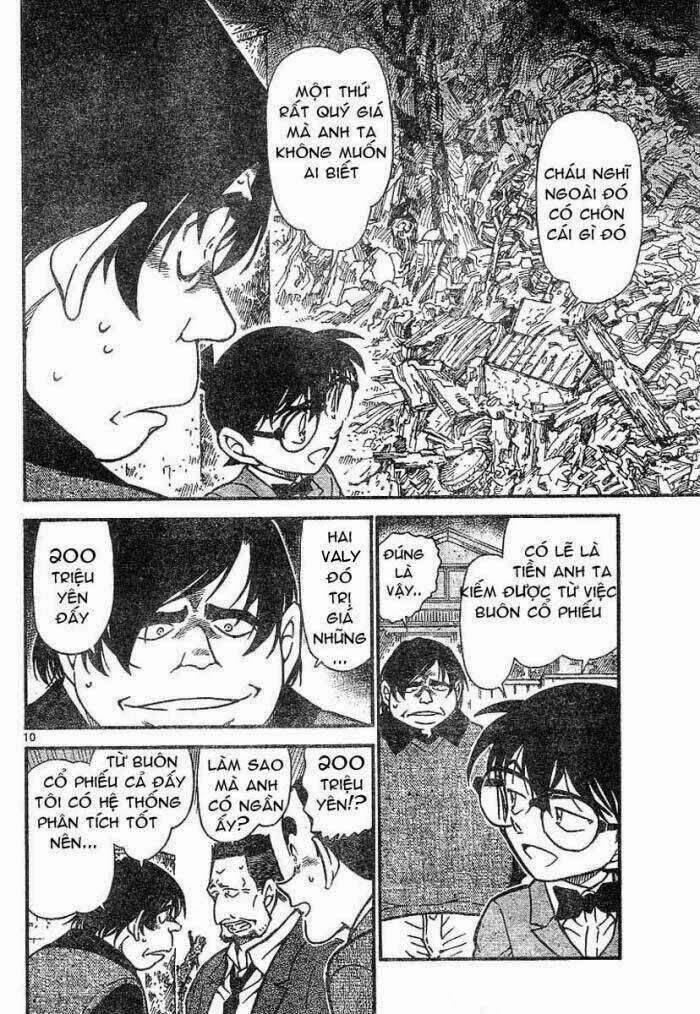 CHÁU NGHĨ
NGOÀI ĐÓ
CÓ CHÔN
CÁI GÌ ĐÓ
MỘT THỨ
RẤT QUÝ GIÁ
MÀ ANH TA
KHÔNG MUỐN
AI BIẾT
CÓ LẼ LÀ
TIỀN ANH TA
KIẾM ĐƯỢC TỪ VIỆC
BUÔN CỔ PHIẾU
ĐÚNG
LÀ
VẬY..
HAI
VALY
ĐÓ TRỊ
GIÁ
NHỮNG
...
200
TRIỆU
YÊN ĐẤY
10
200
TRIỆU
YÊN!?
LÀM SAO
MÀ ANH
CÓ NGẦN
ẤY?
TỪ BUÔN
CỔ PHIẾU CẢ ĐẤY
TÔI CÓ HỆ THỐNG
PHÂN TÍCH TỐT
NÊN...